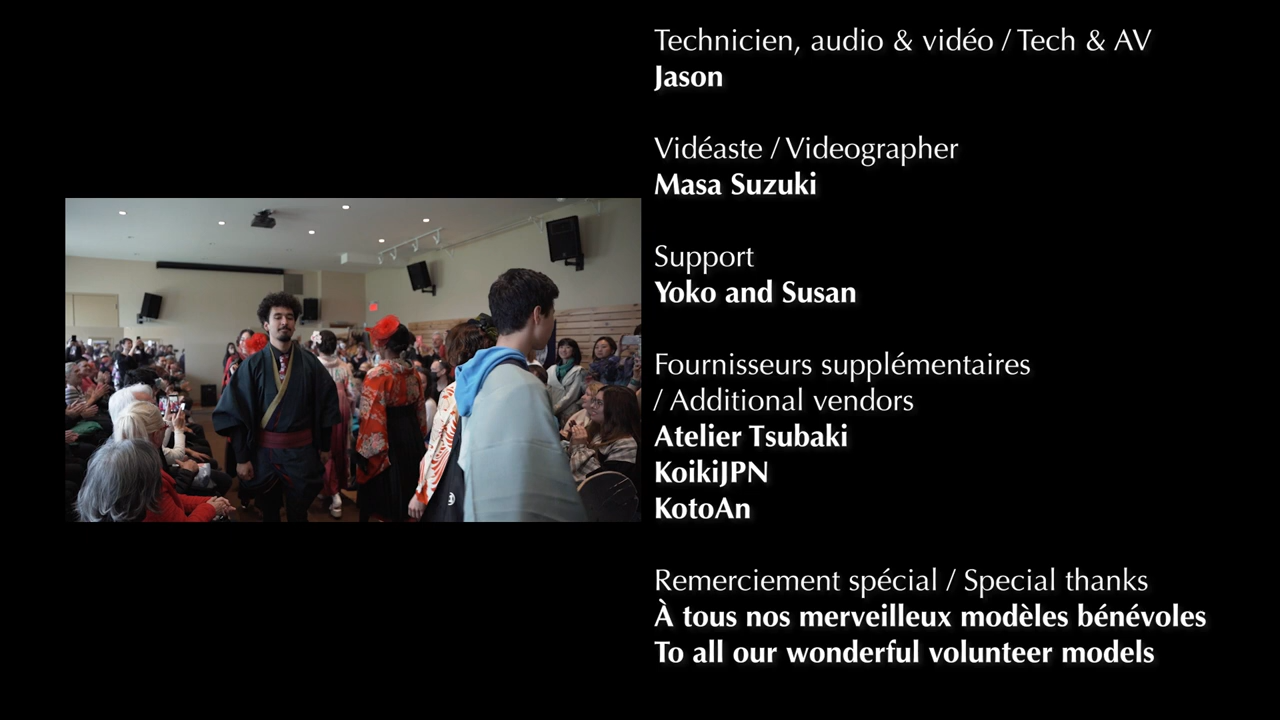 Technicien, audio & vidéo / Tech & AV
Jason
Vidéaste / Videographer
Masa Suzuki
Support
Yoko and Susan
Fournisseurs supplémentaires
/ Additional vendors
Atelier Tsubaki
KoikiJPN
KotoAn
Remerciement spécial / Special thanks
À tous nos merveilleux modèles bénévoles
To all our wonderful volunteer models